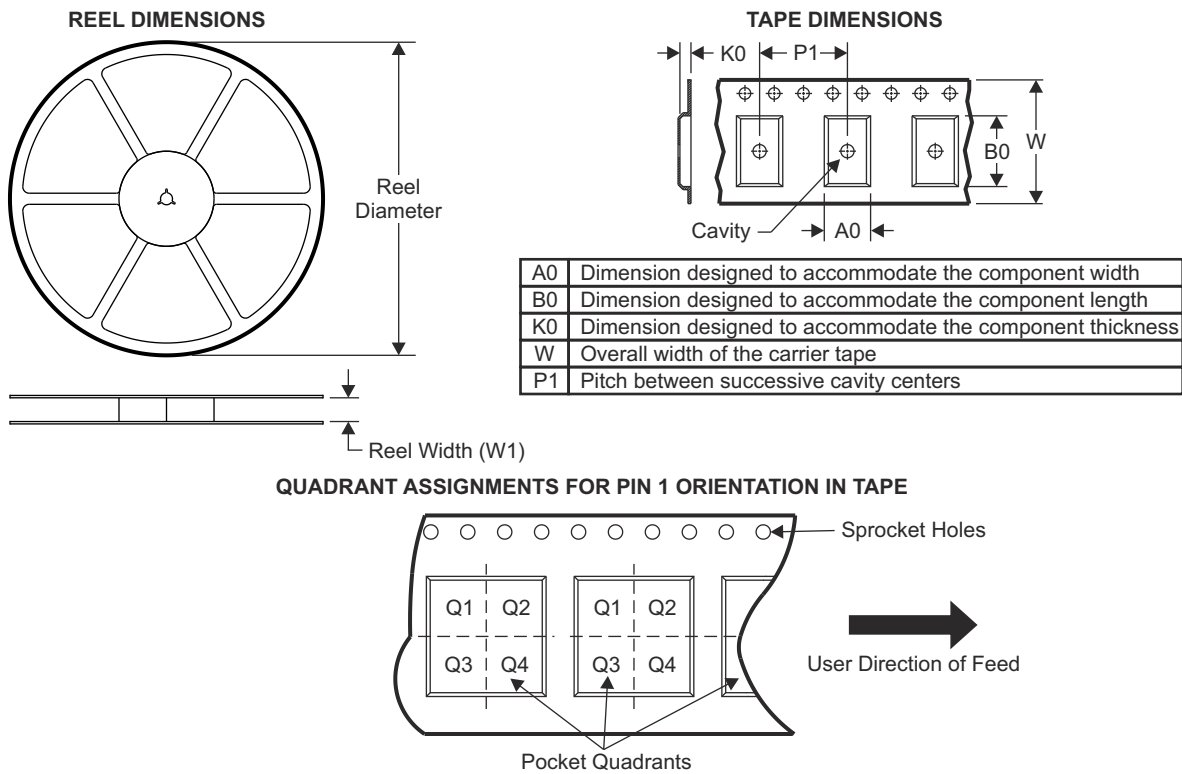 REEL DIMENSIONS
Reel
Diameter
Reel Width (W1)
TAPE DIMENSIONS
K0
P1
B0
W
Cavity
A0
A0 Dimension designed to accommodate the component width
B0 Dimension designed to accommodate the component length
K0 Dimension designed to accommodate the component thickness
W Overall width of the carrier tape
P1 Pitch between successive cavity centers
QUADRANT ASSIGNMENTS FOR PIN 1 ORIENTATION IN TAPE
Sprocket Holes
Q1 Q2 Q1 Q2
Q3 Q4 Q3 Q4
User Direction of Feed
Pocket Quadrants